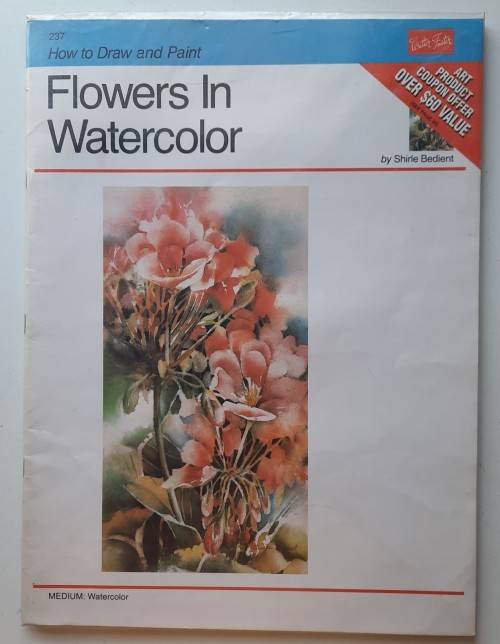 237
How to Draw and Paint
Walter Foster
Flowers In
Watercolor
ART
PRODUCT
COUPON OFFER
OVER $60 VALUE
by Shirle Bedient
MEDIUM: Watercolor